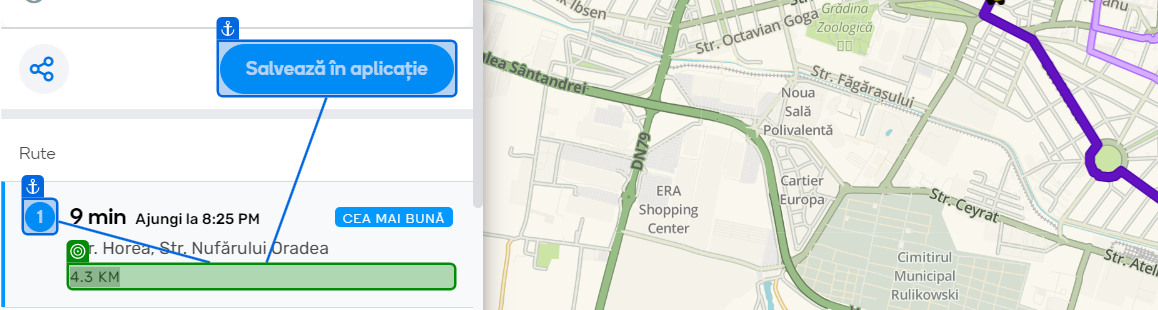 Salvează în aplicație
Rute
1
9 min Ajungi la 8:25 PM
CEA MAI BUNĂ
r. Horea, Str. Nufărului Oradea
4.3 KM
k Ibsen
Str. Octavian Goga
Grădina
Zoologică
alea Sântandrei
Str. Făgărașului
Noua
Sală
Polivalentă
DN79
ERA
Shopping
Center
Cartier
Europa
Str. Ceyrat
Cimitirul
Municipal
Rulikowski
Str. Ateli
anu